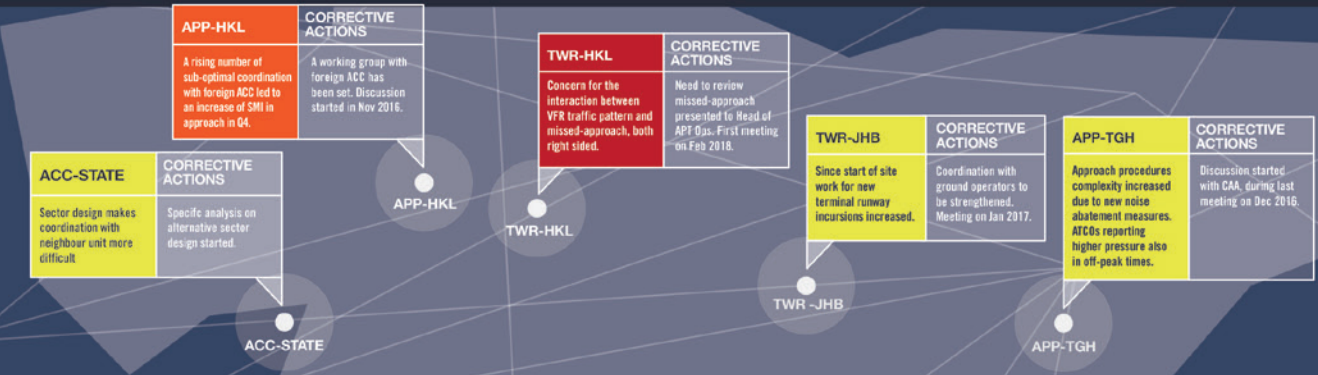 APP-HKL
CORRECTIVE
ACTIONS
A rising number of
sub-optimal coordination
with foreign ACC led to
an increase of SMI in
approach in Q4.
A working group with
foreign ACC has
been set. Discussion
started in Nov 2016.
APP-HKL
TWR-HKL
CORRECTIVE
ACTIONS
Concern for the
interaction between
VFR traffic pattern and
missed-approach, both
right sided.
Need to review
missed-approach
presented to Head of
APT Ops. First meeting
on Feb 2018.
TWR-HKL
ACC-STATE
CORRECTIVE
ACTIONS
Sector design makes
coordination with
neighbour unit more
difficult
Specifc analysis on
alternative sector
design started.
ACC-STATE
TWR-JHB
CORRECTIVE
ACTIONS
Since start of site
work for new
terminal runway
incursions increased.
Coordination with
ground operators to
be strengthened.
Meeting on Jan 2017.
TWR -JHB
APP-TGH
CORRECTIVE
ACTIONS
Approach procedures
complexity increased
due to new noise
abatement measures.
ATCOs reporting
higher pressure also
in off-peak times.
Discussion started
with CAA, during last
meeting on Dec 2016.
APP-TGH